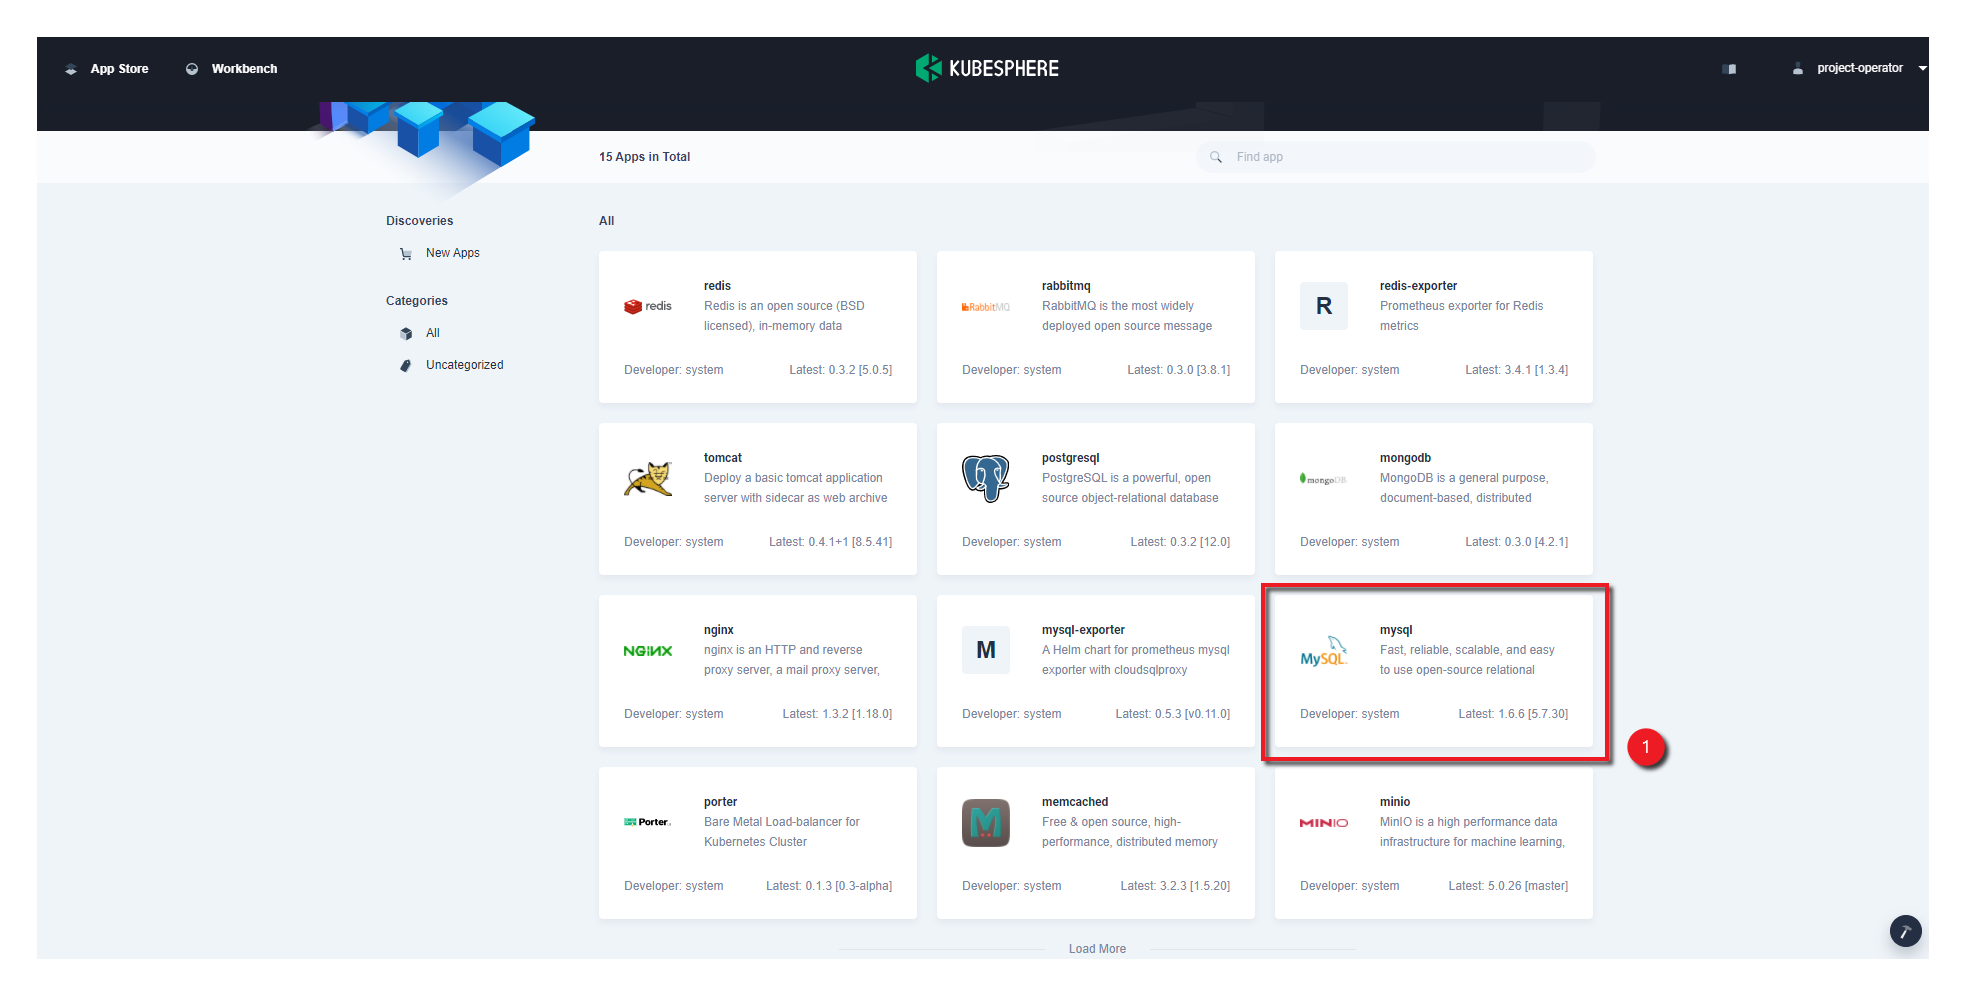 App Store
Workbench
KUBESPHERE
project-operator
15 Apps in Total
Find app
Discoveries
New Apps
Categories
All
Uncategorized
All
redis
redis
Redis is an open source (BSD
licensed), in-memory data
Developer: system
Latest: 0.3.2 [5.0.5]
RabbitMQ
rabbitmq
RabbitMQ is the most widely
deployed open source message
Developer: system
Latest: 0.3.0 [3.8.1]
R
redis-exporter
Prometheus exporter for Redis
metrics
Developer: system
Latest: 3.4.1 [1.3.4]
tomcat
Deploy a basic tomcat application
server with sidecar as web archive
Developer: system
Latest: 0.4.1+1 [8.5.41]
postgresql
PostgreSQL is a powerful, open
source object-relational database
Developer: system
Latest: 0.3.2 [12.0]
mongoDB
mongodb
MongoDB is a general purpose,
document-based, distributed
Developer: system
Latest: 0.3.0 [4.2.1]
NGINX
nginx
nginx is an HTTP and reverse
proxy server, a mail proxy server,
Developer: system
Latest: 1.3.2 [1.18.0]
M
mysql-exporter
A Helm chart for prometheus mysql
exporter with cloudsqlproxy
Developer: system
Latest: 0.5.3 [v0.11.0]
MySQL
mysql
Fast, reliable, scalable, and easy
to use open-source relational
Developer: system
Latest: 1.6.6 [5.7.30]
1
Porter
porter
Bare Metal Load-balancer for
Kubernetes Cluster
Developer: system
Latest: 0.1.3 [0.3-alpha]
M
memcached
Free & open source, high-
performance, distributed memory
Developer: system
Latest: 3.2.3 [1.5.20]
MINIO
minio
MinIO is a high performance data
infrastructure for machine learning,
Developer: system
Latest: 5.0.26 [master]
Load More